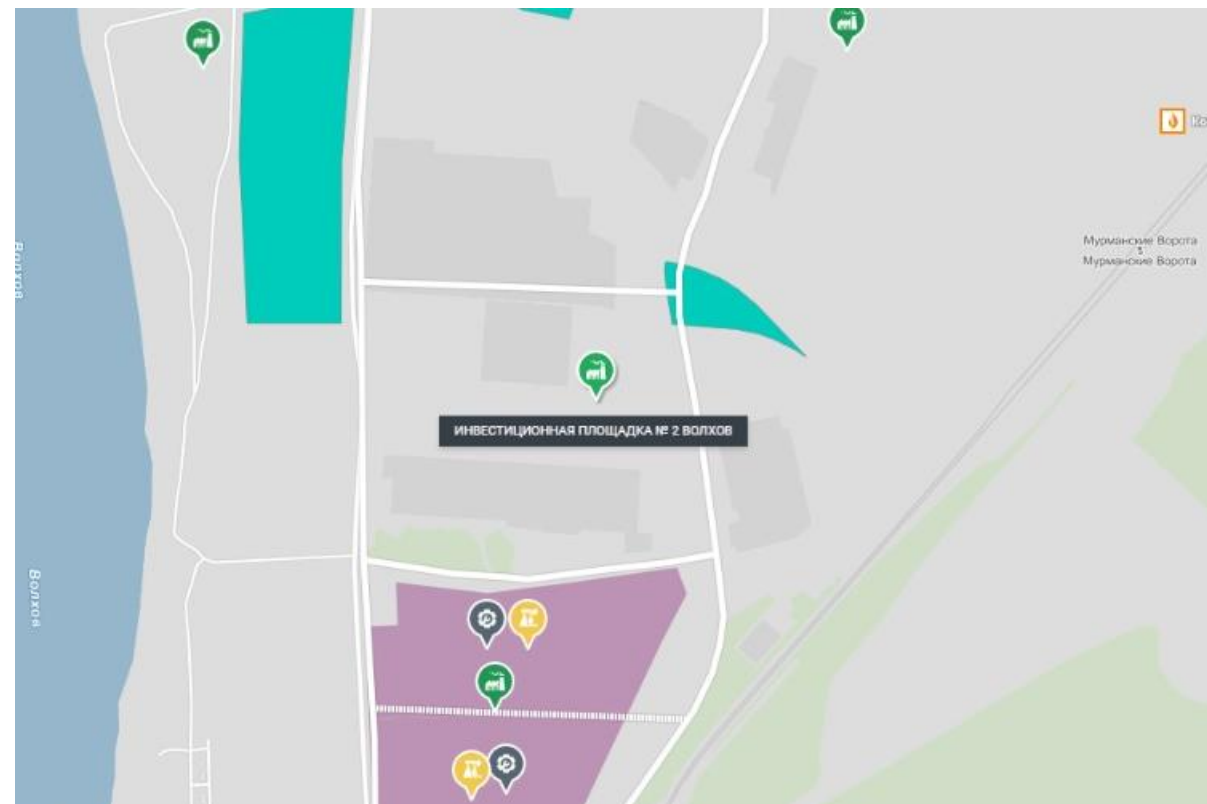 Мурманские Ворота
Мурманские Ворота
Волхов
ИНВЕСТИЦИОННАЯ ПЛОЩАДКА № 2 ВОЛХОВ
Волхов